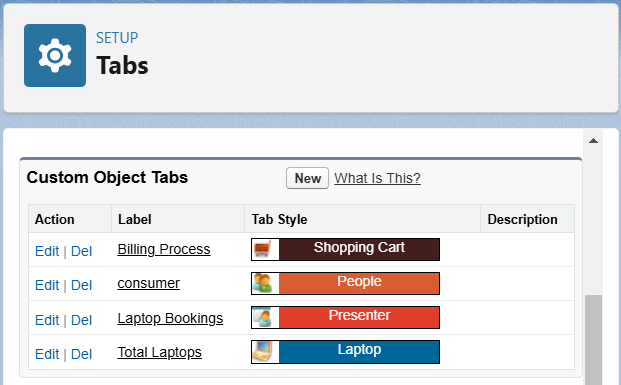 SETUP
Tabs
Custom Object Tabs New What Is This?
Action Label Tab Style Description
Edit | Del Billing Process Shopping Cart
Edit | Del consumer People
Edit | Del Laptop Bookings Presenter
Edit | Del Total Laptops Laptop